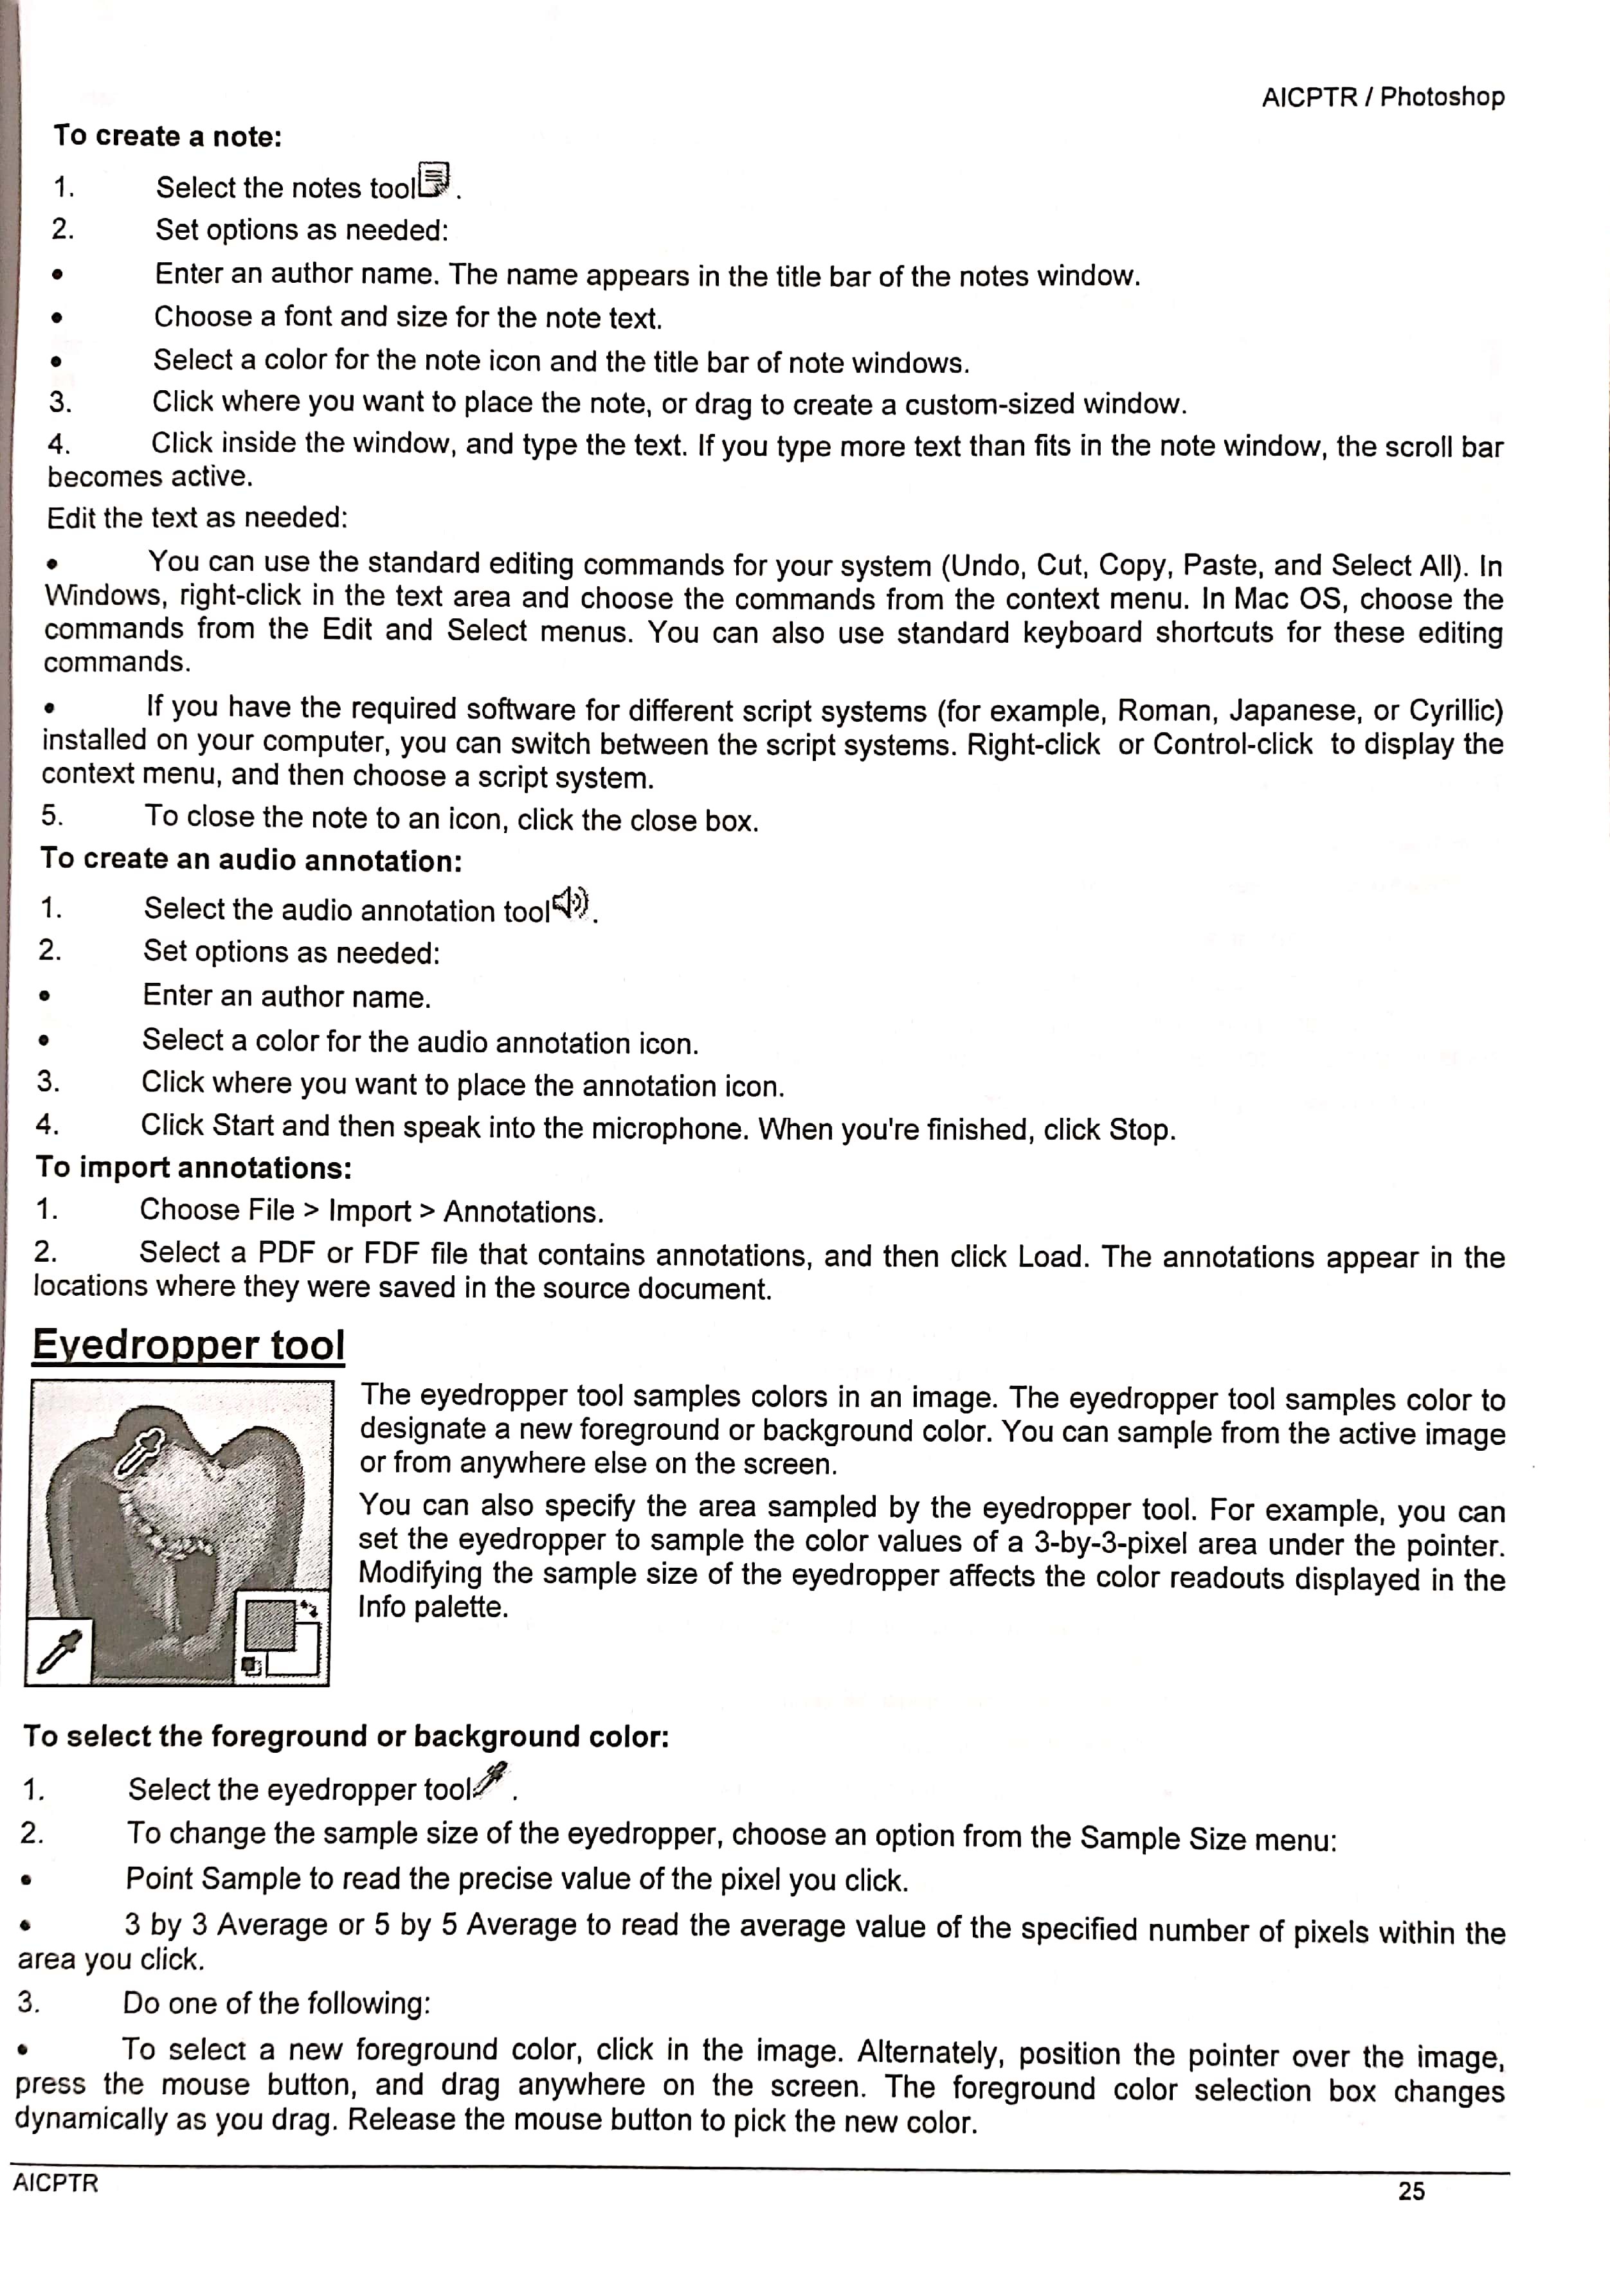 AICPTR / Photoshop
To create a note:
1. Select the notes tool.
2. Set options as needed:
• Enter an author name. The name appears in the title bar of the notes window.
• Choose a font and size for the note text.
• Select a color for the note icon and the title bar of note windows.
3. Click where you want to place the note, or drag to create a custom-sized window.
4. Click inside the window, and type the text. If you type more text than fits in the note window, the scroll bar
becomes active.
Edit the text as needed:
• You can use the standard editing commands for your system (Undo, Cut, Copy, Paste, and Select All). In
Windows, right-click in the text area and choose the commands from the context menu. In Mac OS, choose the
commands from the Edit and Select menus. You can also use standard keyboard shortcuts for these editing
commands.
• If you have the required software for different script systems (for example, Roman, Japanese, or Cyrillic)
installed on your computer, you can switch between the script systems. Right-click or Control-click to display the
context menu, and then choose a script system.
5. To close the note to an icon, click the close box.
To create an audio annotation:
1. Select the audio annotation tool.
2. Set options as needed:
• Enter an author name.
• Select a color for the audio annotation icon.
3. Click where you want to place the annotation icon.
4. Click Start and then speak into the microphone. When you're finished, click Stop.
To import annotations:
1. Choose File > Import > Annotations.
2. Select a PDF or FDF file that contains annotations, and then click Load. The annotations appear in the
locations where they were saved in the source document.
Eyedropper tool
The eyedropper tool samples colors in an image. The eyedropper tool samples color to
designate a new foreground or background color. You can sample from the active image
or from anywhere else on the screen.
You can also specify the area sampled by the eyedropper tool. For example, you can
set the eyedropper to sample the color values of a 3-by-3-pixel area under the pointer.
Modifying the sample size of the eyedropper affects the color readouts displayed in the
Info palette.
To select the foreground or background color:
1. Select the eyedropper tool .
2. To change the sample size of the eyedropper, choose an option from the Sample Size menu:
• Point Sample to read the precise value of the pixel you click.
• 3 by 3 Average or 5 by 5 Average to read the average value of the specified number of pixels within the
area you click.
3. Do one of the following:
• To select a new foreground color, click in the image. Alternately, position the pointer over the image,
press the mouse button, and drag anywhere on the screen. The foreground color selection box changes
dynamically as you drag. Release the mouse button to pick the new color.
AICPTR 25